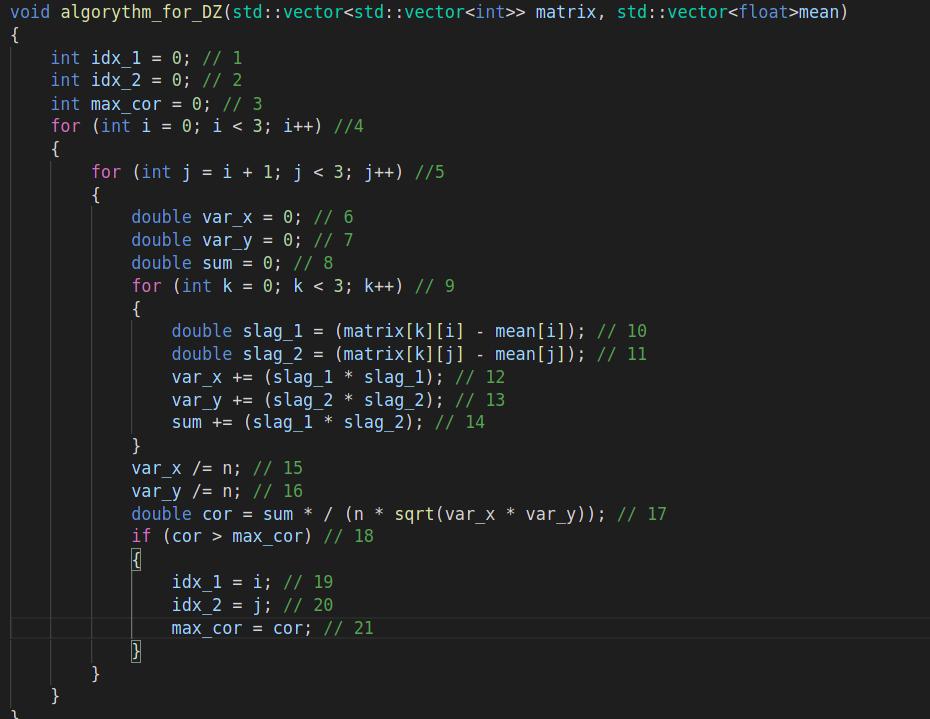 void algorythm_for_DZ(std::vector<std::vector<int>> matrix, std::vector<float>mean)
{
    int idx_1 = 0; // 1
    int idx_2 = 0; // 2
    int max_cor = 0; // 3
    for (int i = 0; i < 3; i++) //4
    {
        for (int j = i + 1; j < 3; j++) //5
        {
            double var_x = 0; // 6
            double var_y = 0; // 7
            double sum = 0; // 8
            for (int k = 0; k < 3; k++) // 9
            {
                double slag_1 = (matrix[k][i] - mean[i]); // 10
                double slag_2 = (matrix[k][j] - mean[j]); // 11
                var_x += (slag_1 * slag_1); // 12
                var_y += (slag_2 * slag_2); // 13
                sum += (slag_1 * slag_2); // 14
            }
            var_x /= n; // 15
            var_y /= n; // 16
            double cor = sum * / (n * sqrt(var_x * var_y)); // 17
            if (cor > max_cor) // 18
            {
                idx_1 = i; // 19
                idx_2 = j; // 20
                max_cor = cor; // 21
            }
        }
    }
}